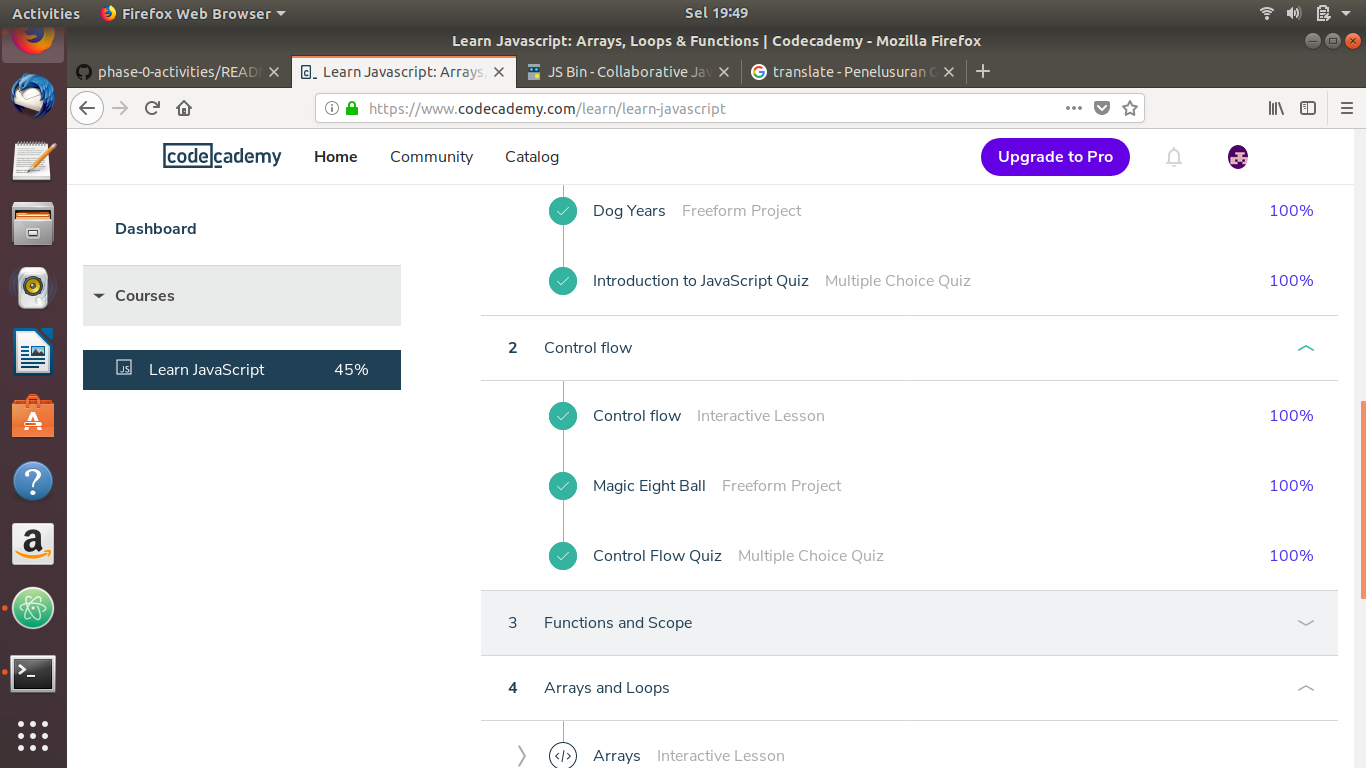 Activities Firefox Web Browser Sel 19:49
Learn Javascript: Arrays, Loops & Functions | Codecademy - Mozilla Firefox
phase-0-activities/READ Learn Javascript: Arrays, JS Bin - Collaborative Jav translate - Penelusuran
https://www.codecademy.com/learn/learn-javascript
codecademy Home Community Catalog Upgrade to Pro
Dashboard
Courses
JS Learn JavaScript 45%
Dog Years Freeform Project 100%
Introduction to JavaScript Quiz Multiple Choice Quiz 100%
2 Control flow
Control flow Interactive Lesson 100%
Magic Eight Ball Freeform Project 100%
Control Flow Quiz Multiple Choice Quiz 100%
3 Functions and Scope
4 Arrays and Loops
</> Arrays Interactive Lesson